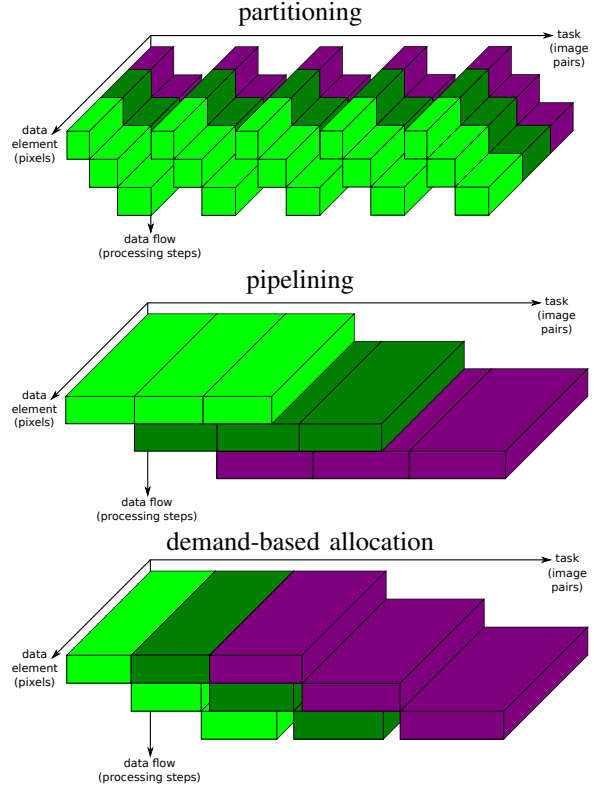 partitioning
task
(image
pairs)
data
element
(pixels)
data flow
(processing steps)
pipelining
task
(image
pairs)
data
element
(pixels)
data flow
(processing steps)
demand-based allocation
task
(image
pairs)
data
element
(pixels)
data flow
(processing steps)